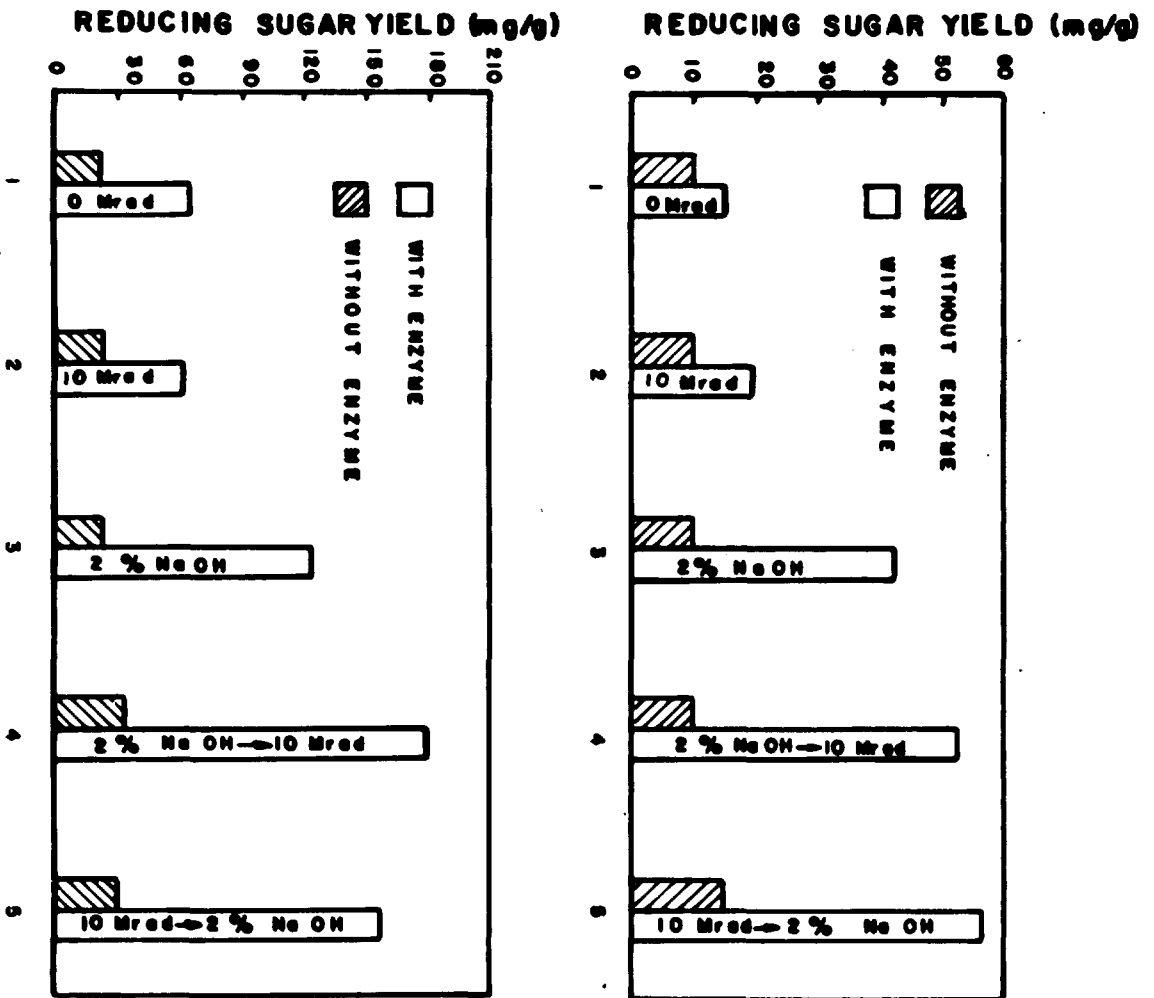 REDUCING SUGAR YIELD (mg/g)
0 30 60 90 120 150 180 210
0 Mrad
10 Mrad
2 % NaOH
2 % NaOH→10 Mrad
10 Mrad→2 % NaOH
WITHOUT ENZYME
WITH ENZYME
1 2 3 4 5
REDUCING SUGAR YIELD (mg/g)
0 10 20 30 40 50 60
0 Mrad
10 Mrad
2% NaOH
2 % NaOH→10 Mrad
10 Mrad→2 % NaOH
WITH ENZYME
WITHOUT ENZYME
1 2 3 4 5